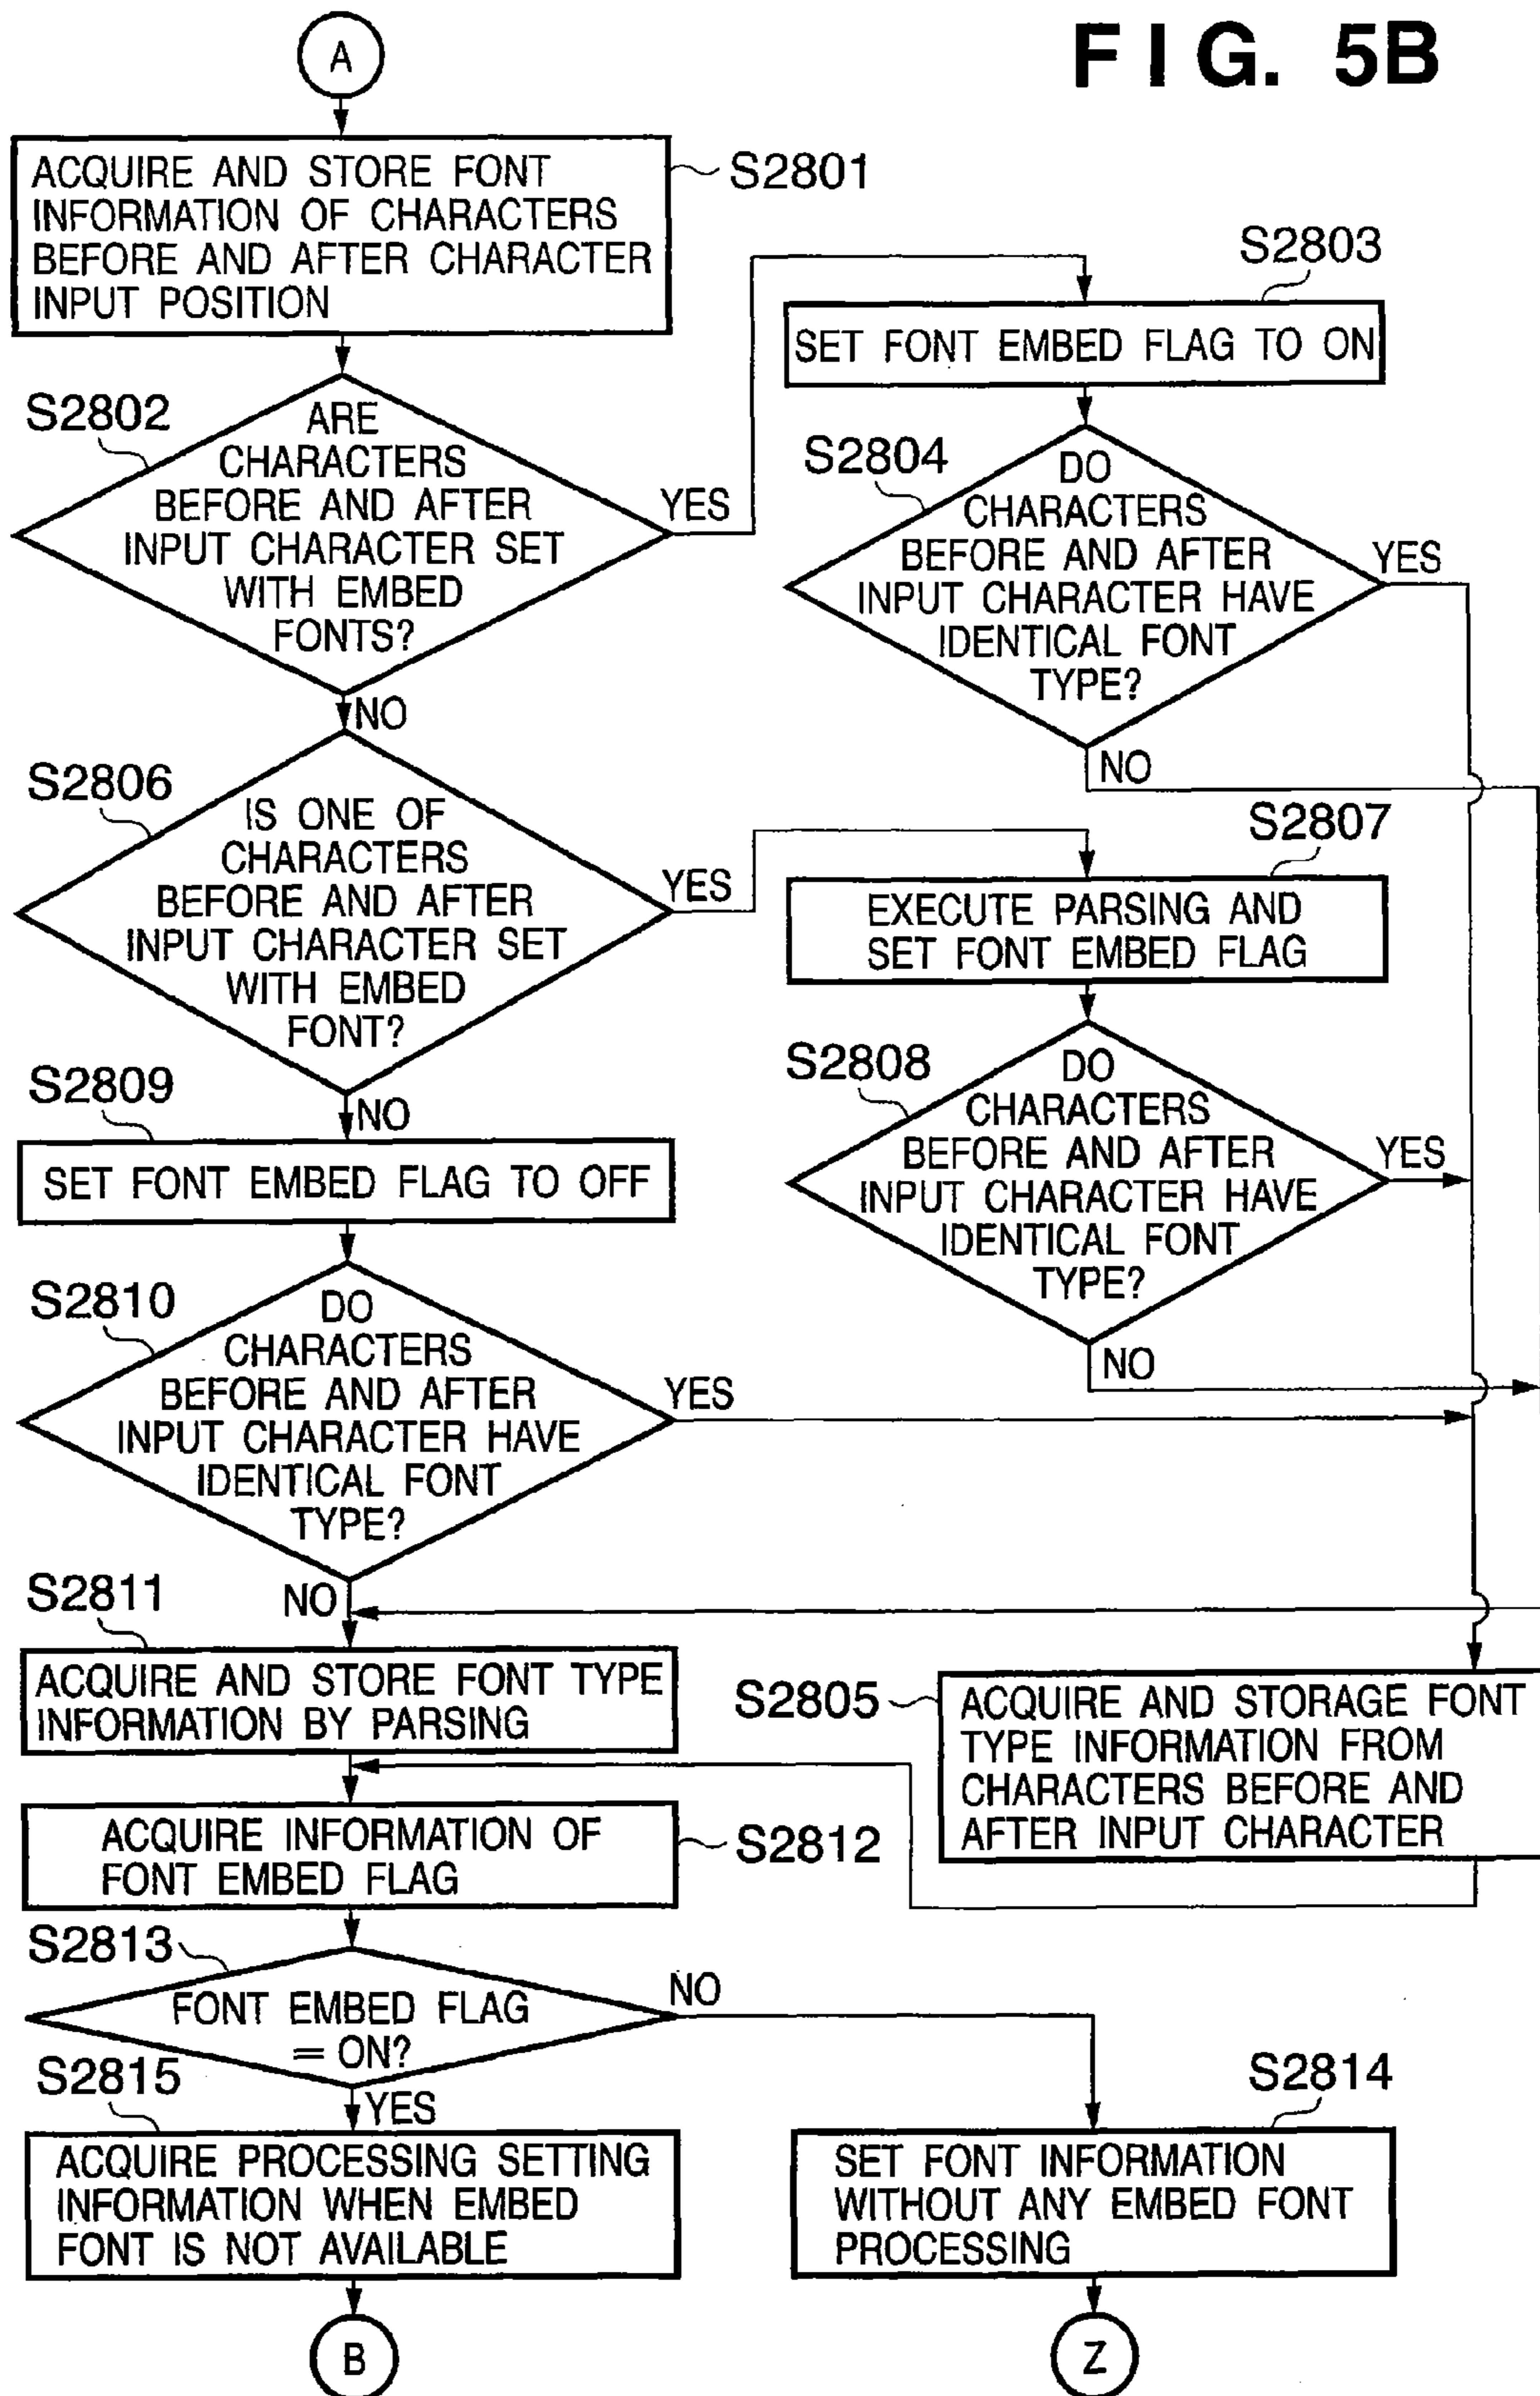 FIG. 5B
A
ACQUIRE AND STORE FONT
INFORMATION OF CHARACTERS
BEFORE AND AFTER CHARACTER
INPUT POSITION
S2801
S2802
ARE
CHARACTERS
BEFORE AND AFTER
INPUT CHARACTER SET
WITH EMBED
FONTS?
YES
NO
S2803
SET FONT EMBED FLAG TO ON
S2804
DO
CHARACTERS
BEFORE AND AFTER
INPUT CHARACTER HAVE
IDENTICAL FONT
TYPE?
YES
NO
S2806
IS ONE OF
CHARACTERS
BEFORE AND AFTER
INPUT CHARACTER SET
WITH EMBED
FONT?
YES
NO
S2807
EXECUTE PARSING AND
SET FONT EMBED FLAG
S2808
DO
CHARACTERS
BEFORE AND AFTER
INPUT CHARACTER HAVE
IDENTICAL FONT
TYPE?
YES
NO
S2809
SET FONT EMBED FLAG TO OFF
S2810
DO
CHARACTERS
BEFORE AND AFTER
INPUT CHARACTER HAVE
IDENTICAL FONT
TYPE?
YES
NO
S2811
ACQUIRE AND STORE FONT TYPE
INFORMATION BY PARSING
S2805
ACQUIRE AND STORAGE FONT
TYPE INFORMATION FROM
CHARACTERS BEFORE AND
AFTER INPUT CHARACTER
ACQUIRE INFORMATION OF
FONT EMBED FLAG
S2812
S2813
FONT EMBED FLAG
= ON?
NO
YES
S2815
ACQUIRE PROCESSING SETTING
INFORMATION WHEN EMBED
FONT IS NOT AVAILABLE
S2814
SET FONT INFORMATION
WITHOUT ANY EMBED FONT
PROCESSING
B
Z